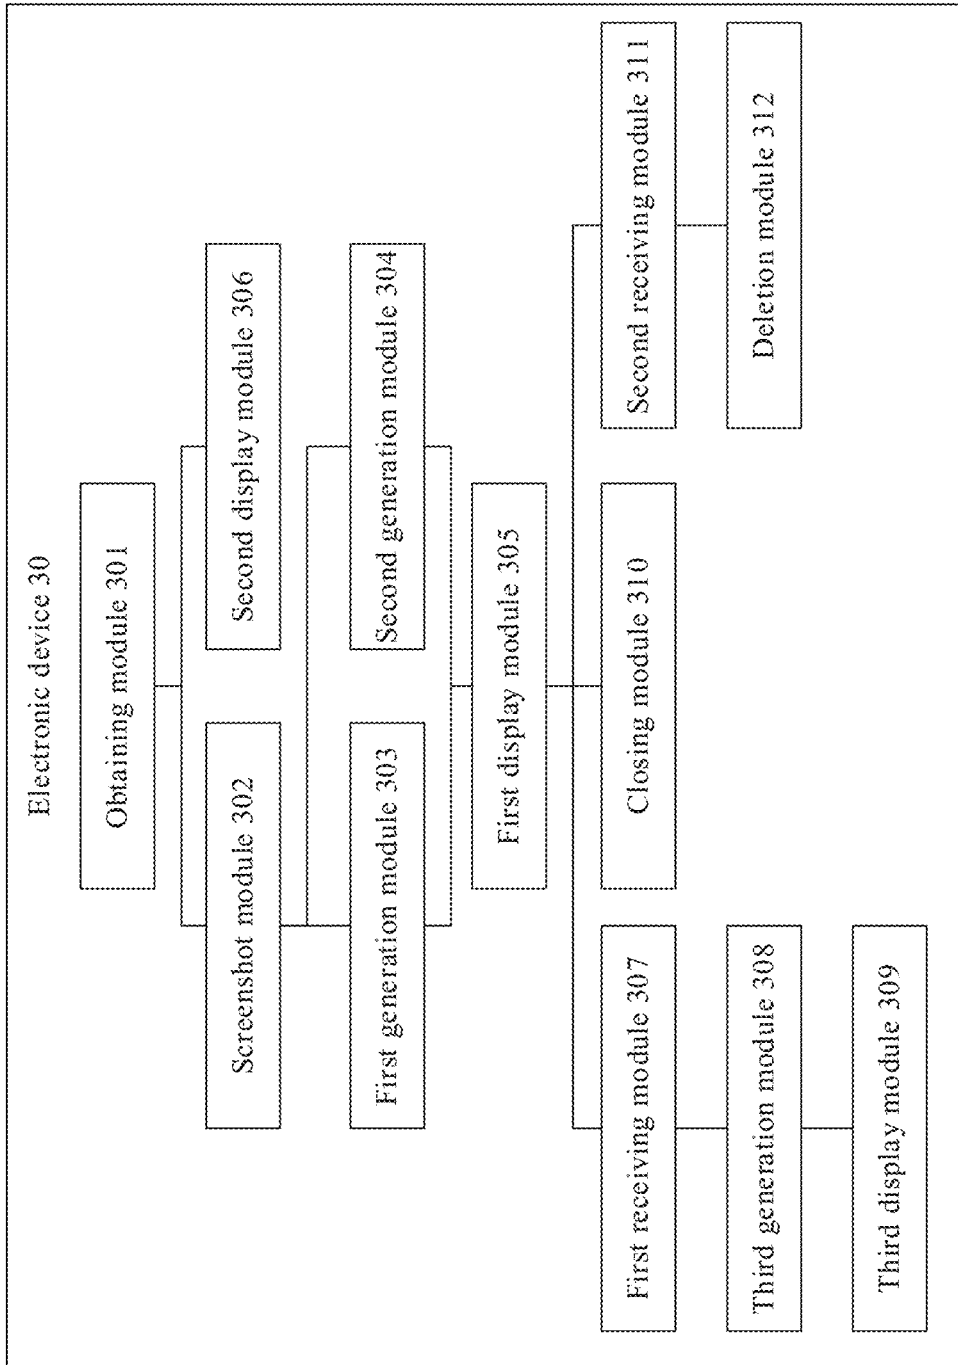 Electronic device 30
Obtaining module 301
Screenshot module 302
Second display module 306
First generation module 303
Second generation module 304
First display module 305
First receiving module 307
Closing module 310
Second receiving module 311
Third generation module 308
Deletion module 312
Third display module 309